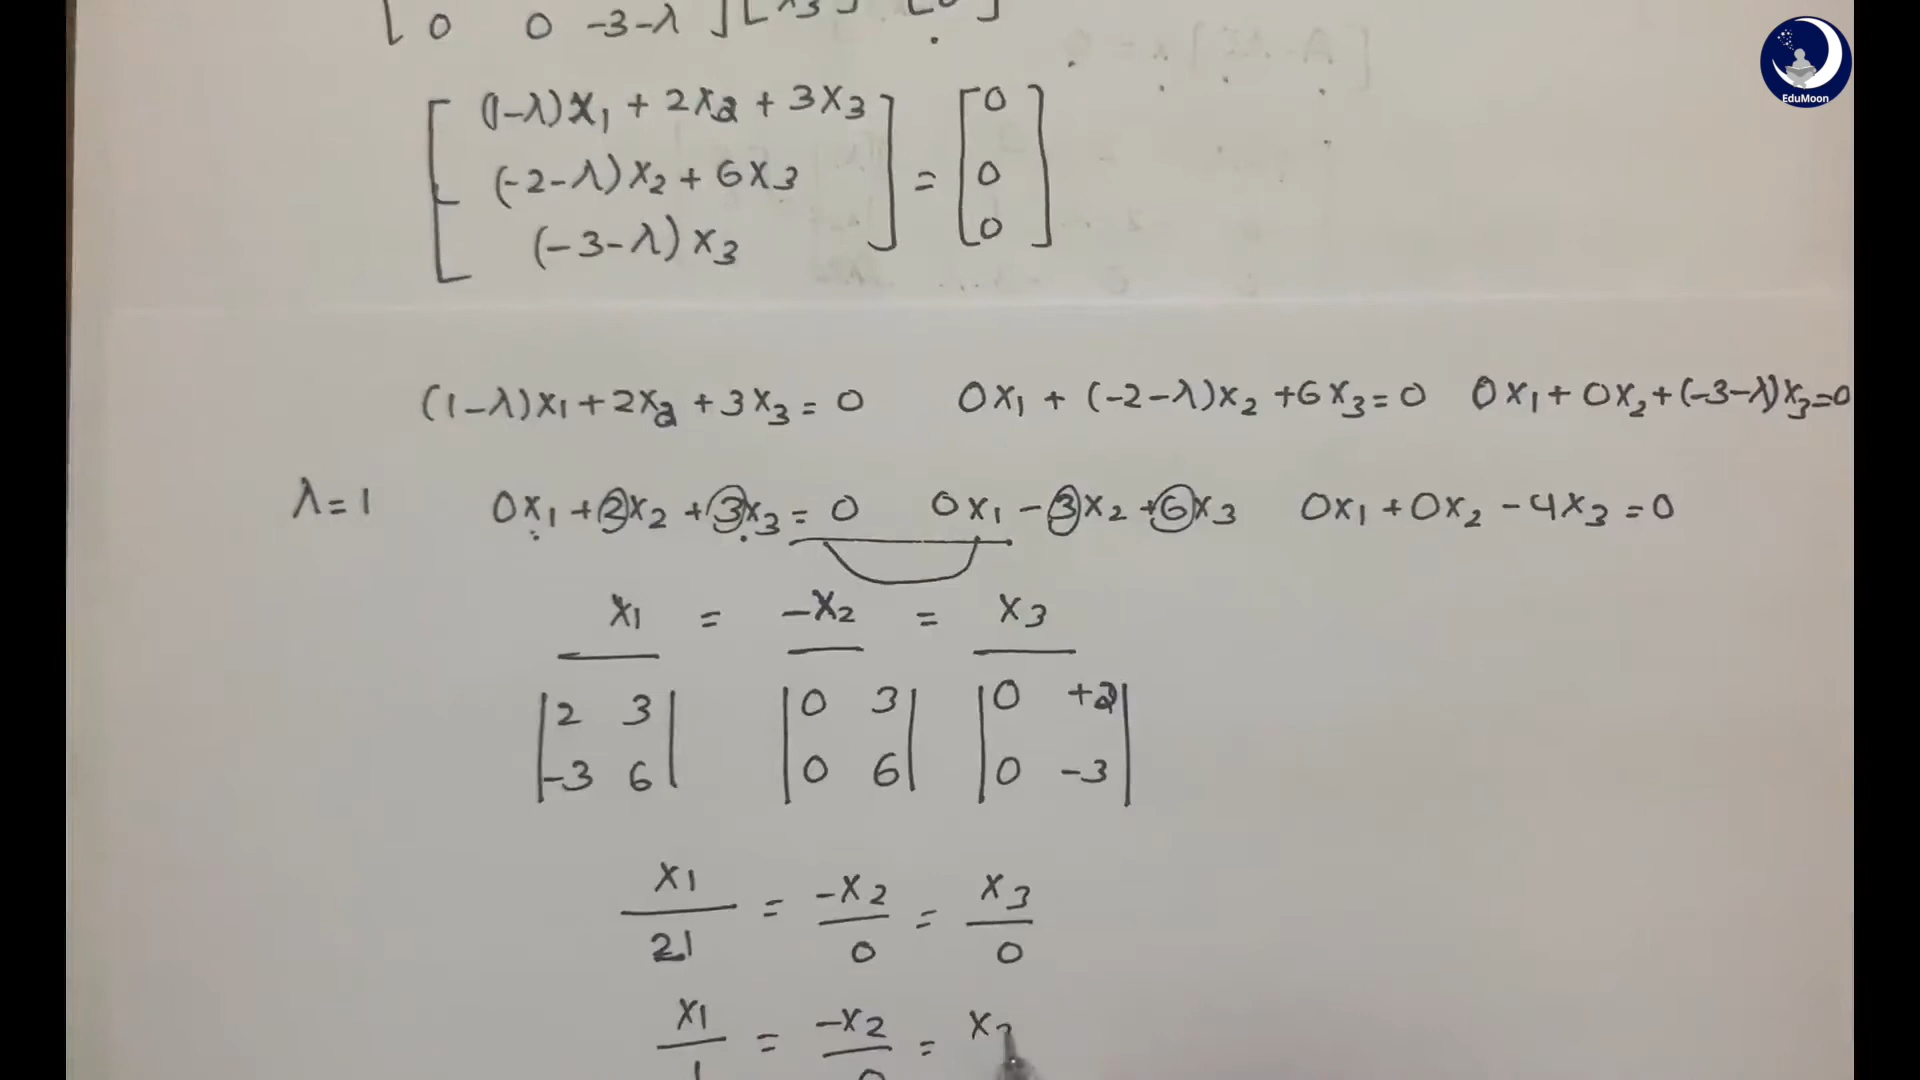 0 0 -3-λ x3 0
EduMoon
(1-λ)x1 + 2x2 + 3x3 0
(-2-λ)x2 + 6x3 = 0
(-3-λ)x3 0
(1-λ)x1 + 2x2 + 3x3 = 0 0x1 + (-2-λ)x2 + 6x3 = 0 0x1 + 0x2 + (-3-λ)x3 = 0
λ = 1 0x1 + 2x2 + 3x3 = 0 0x1 - 3x2 + 6x3 0x1 + 0x2 - 4x3 = 0
x1 = -x2 = x3
2 3 0 3 0 +2
-3 6 0 6 0 -3
x1 = -x2 = x3
21 0 0
x1 = -x2 =
1 0